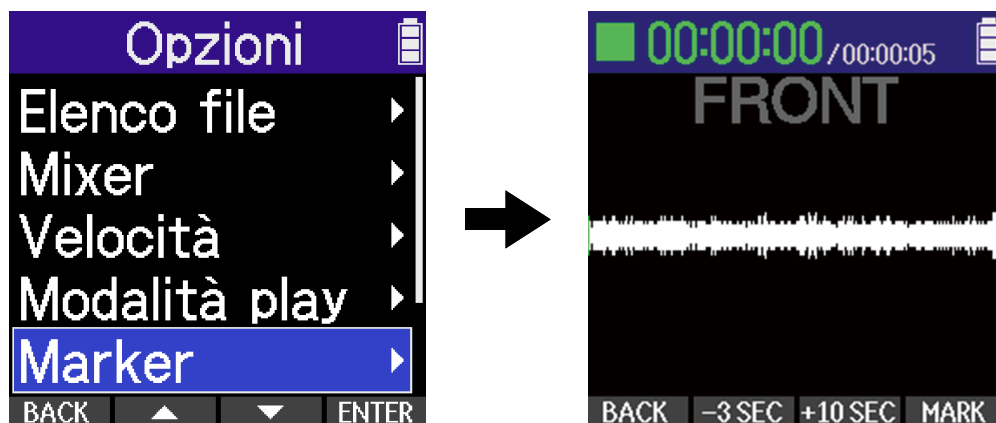 Opzioni
Elenco file
Mixer
Velocità
Modalità play
Marker
BACK ENTER
00:00:00/00:00:05
FRONT
BACK -3 SEC +10 SEC MARK